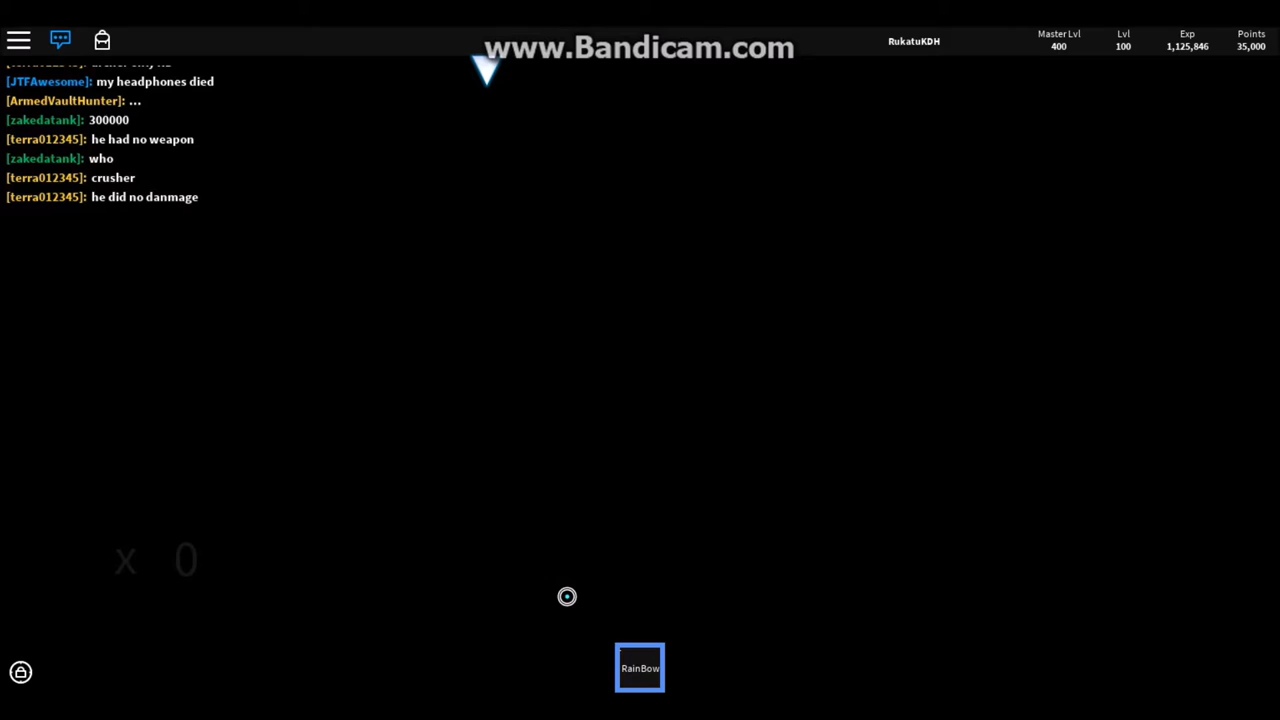 www.Bandicam.com
RukatuKDH
Master Lvl
400
Lvl
100
Exp
1,125,846
Points
35,000
[JTFAwesome]: my headphones died
[ArmedVaultHunter]: ...
[zakedatank]: 300000
[terra012345]: he had no weapon
[zakedatank]: who
[terra012345]: crusher
[terra012345]: he did no danmage
x 0
RainBow